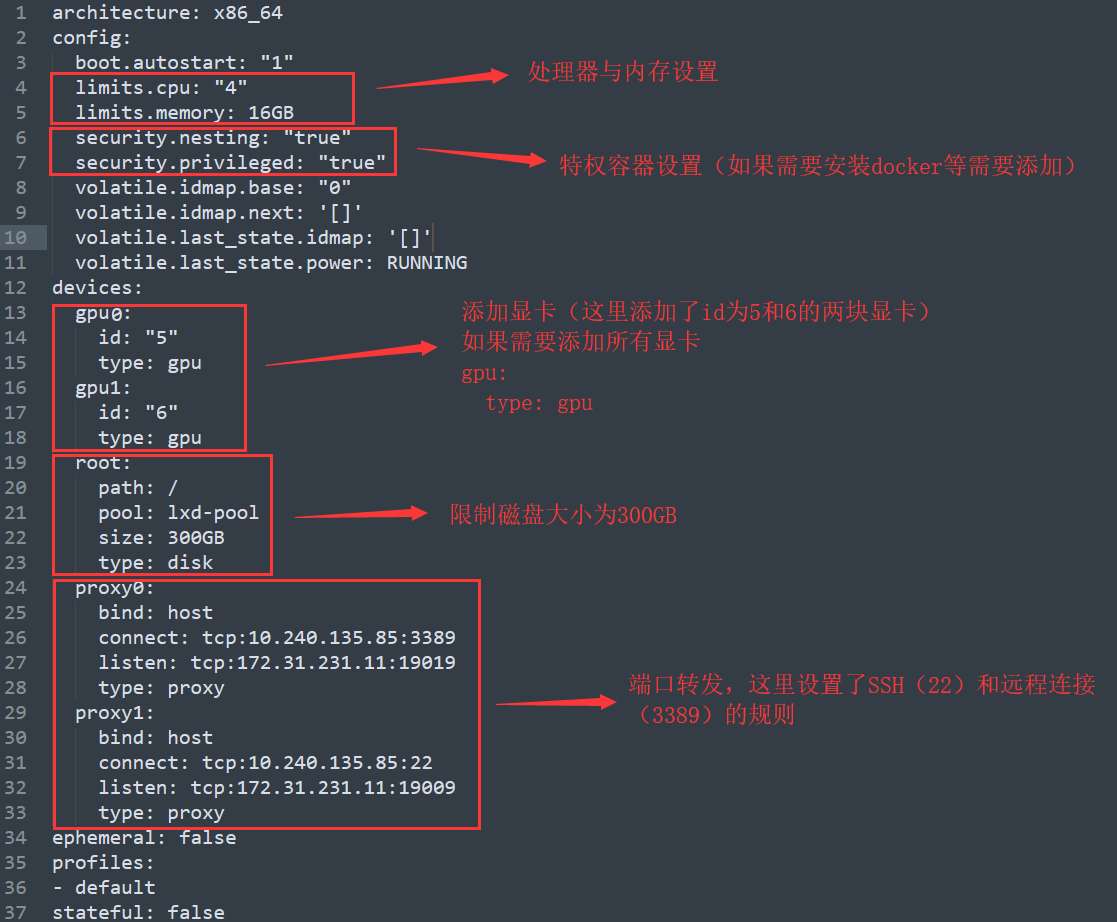 1 architecture: x86_64
2 config:
3 boot.autostart: "1"
4 limits.cpu: "4"
处理器与内存设置
5 limits.memory: 16GB
6 security.nesting: "true"
7 security.privileged: "true"
特权容器设置（如果需要安装docker等需要添加）
8 volatile.idmap.base: "0"
9 volatile.idmap.next: '[]'
10 volatile.last_state.idmap: '[]'
11 volatile.last_state.power: RUNNING
12 devices:
13 gpu0:
14 id: "5"
15 type: gpu
16 gpu1:
17 id: "6"
18 type: gpu
添加显卡（这里添加了id为5和6的两块显卡）
如果需要添加所有显卡
gpu:
type: gpu
19 root:
20 path: /
21 pool: lxd-pool
22 size: 300GB
23 type: disk
限制磁盘大小为300GB
24 proxy0:
25 bind: host
26 connect: tcp:10.240.135.85:3389
27 listen: tcp:172.31.231.11:19019
28 type: proxy
29 proxy1:
30 bind: host
31 connect: tcp:10.240.135.85:22
32 listen: tcp:172.31.231.11:19009
33 type: proxy
端口转发，这里设置了SSH（22）和远程连接
（3389）的规则
34 ephemeral: false
35 profiles:
36 - default
37 stateful: false